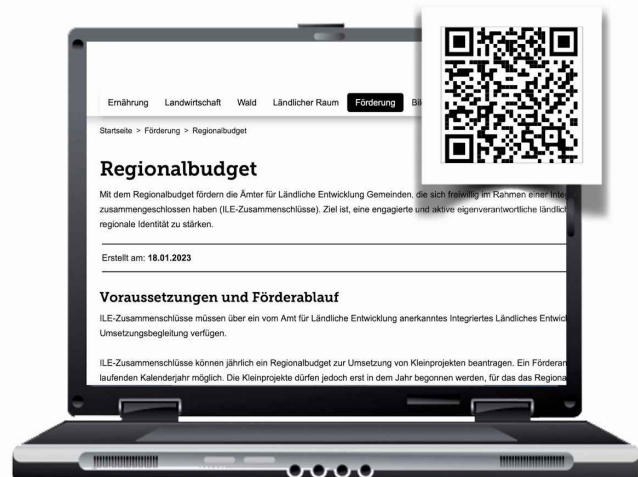 Ernährung Landwirtschaft Wald Ländlicher Raum Förderung
Startseite > Förderung > Regionalbudget
Regionalbudget
Mit dem Regionalbudget fördern die Ämter für Ländliche Entwicklung Gemeinden, die sich freiwillig im Rahmen einer
zusammengeschlossen haben (ILE-Zusammenschlüsse). Ziel ist, eine engagierte und aktive eigenverantwortliche
regionale Identität zu stärken.
Erstellt am: 18.01.2023
Voraussetzungen und Förderablauf
ILE-Zusammenschlüsse müssen über ein vom Amt für Ländliche Entwicklung anerkanntes Integriertes Ländliches
Umsetzungsbegleitung verfügen.
ILE-Zusammenschlüsse können jährlich ein Regionalbudget zur Umsetzung von Kleinprojekten beantragen. Ein
laufenden Kalenderjahr möglich. Die Kleinprojekte dürfen jedoch erst in dem Jahr begonnen werden, für das das